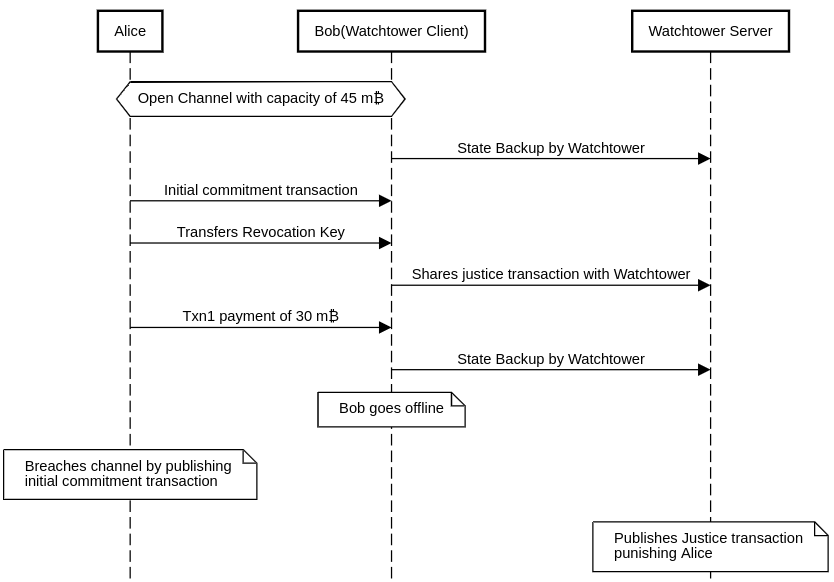 Alice
Bob(Watchtower Client)
Watchtower Server
Open Channel with capacity of 45 m₿
State Backup by Watchtower
Initial commitment transaction
Transfers Revocation Key
Shares justice transaction with Watchtower
Txn1 payment of 30 m₿
State Backup by Watchtower
Bob goes offline
Breaches channel by publishing
initial commitment transaction
Publishes Justice transaction
punishing Alice